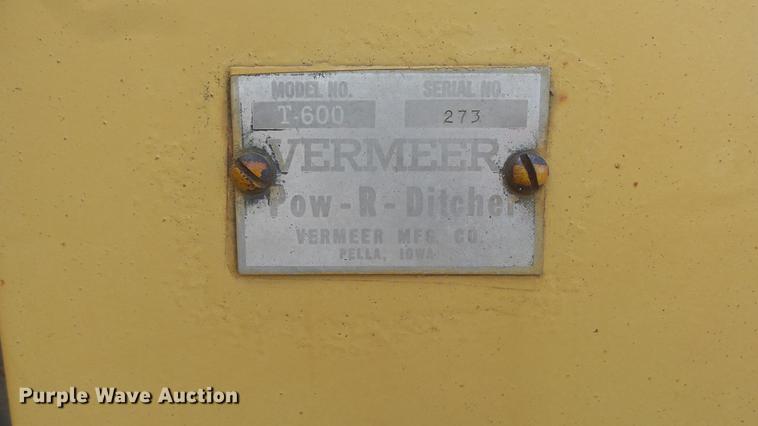 MODEL NO. SERIAL NO.
T-600 273
VERMEER
Pow-R-Ditcher
VERMEER MFG. CO.
PELLA, IOWA
Purple Wave Auction